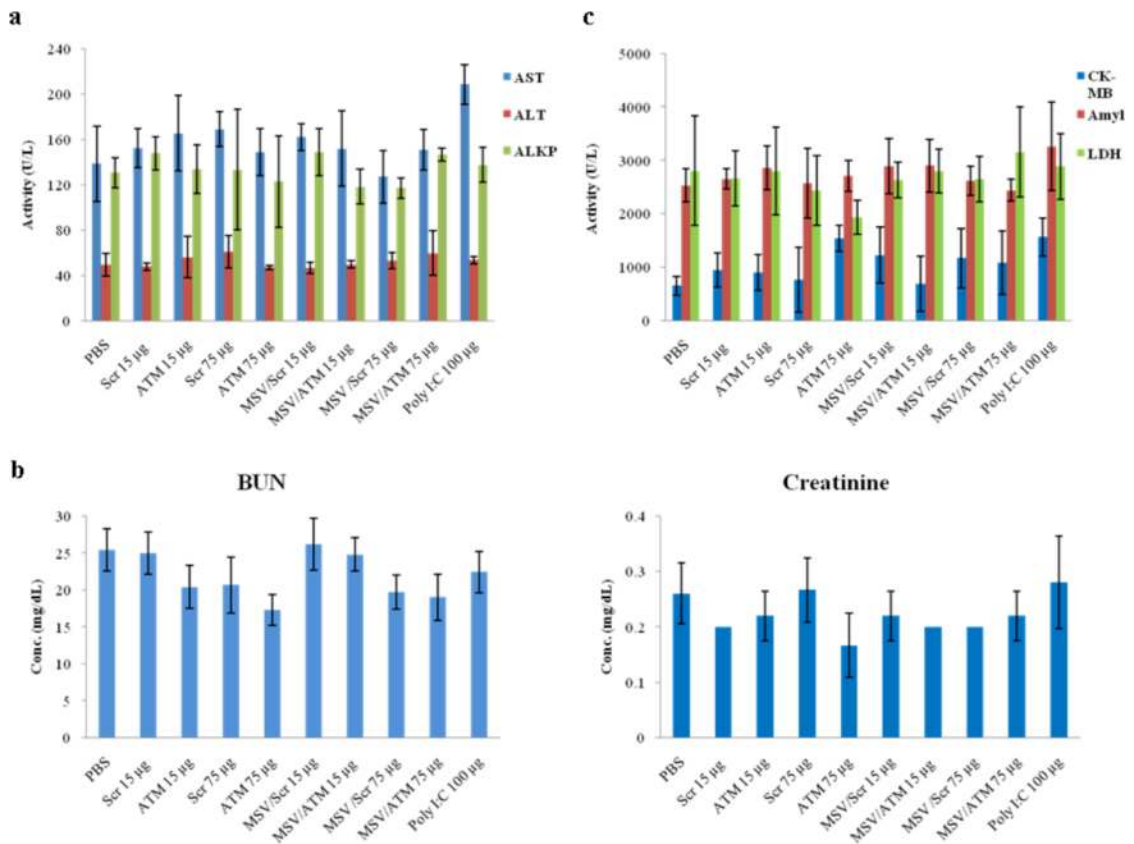 a
240
200
160
120
80
40
0
Activity (U/L)
AST
ALT
ALKP
PBS
Scr 15 µg
ATM 15 µg
Scr 75 µg
ATM 75 µg
MSV/Scr 15 µg
MSV/ATM 15 µg
MSV /Scr 75 µg
MSV/ATM 75 µg
Poly I:C 100 µg
c
5000
4000
3000
2000
1000
0
Activity (U/L)
CK-
MB
Amyl
LDH
PBS
Scr 15 µg
ATM 15 µg
Scr 75 µg
ATM 75 µg
MSV/Scr 15 µg
MSV/ATM 15 µg
MSV /Scr 75 µg
MSV/ATM 75 µg
Poly I:C 100 µg
b
BUN
30
25
20
15
10
5
0
Conc. (mg/dL)
PBS
Scr 15 µg
ATM 15 µg
Scr 75 µg
ATM 75 µg
MSV/Scr 15 µg
MSV/ATM 15 µg
MSV /Scr 75 µg
MSV/ATM 75 µg
Poly I:C 100 µg
Creatinine
0.4
0.3
0.2
0.1
0
Conc. (mg/dL)
PBS
Scr 15 µg
ATM 15 µg
Scr 75 µg
ATM 75 µg
MSV/Scr 15 µg
MSV/ATM 15 µg
MSV /Scr 75 µg
MSV/ATM 75 µg
Poly I:C 100 µg